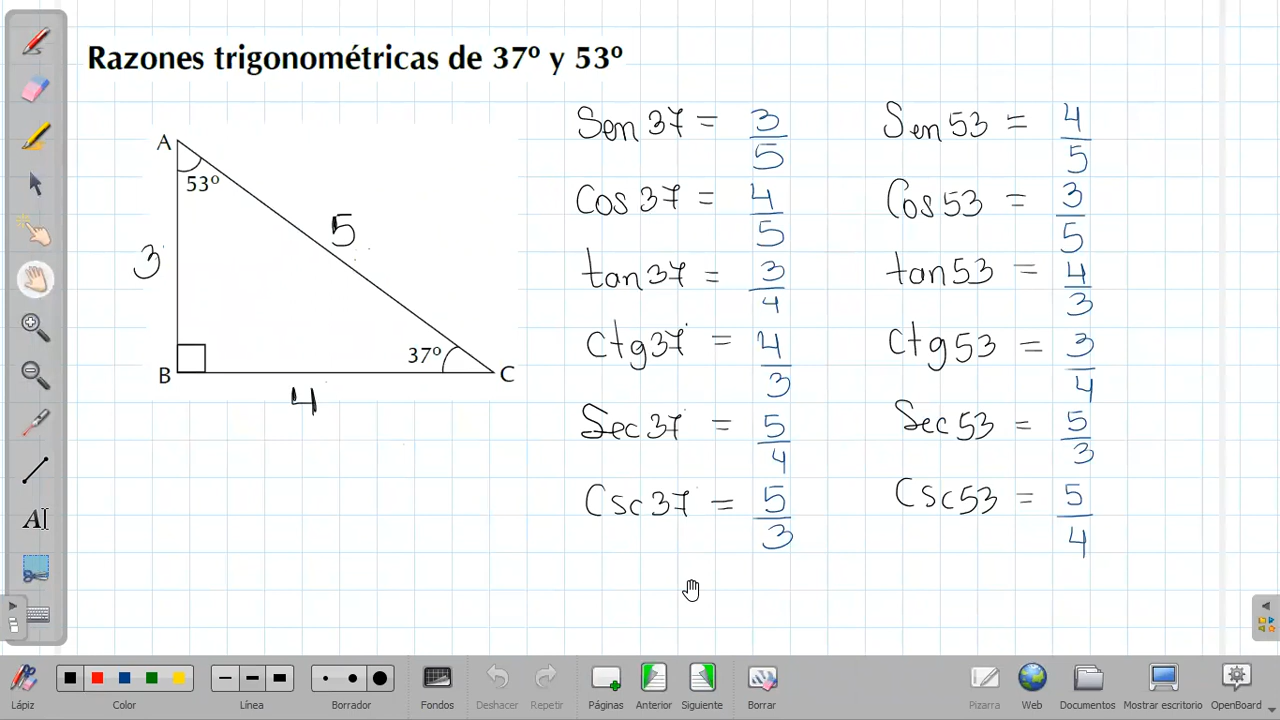 Razones trigonométricas de 37º y 53º
A
53º
5
3
37º
B
C
4
Sen 37 = 3/5
Cos 37 = 4/5
tan 37 = 3/4
Ctg 37 = 4/3
Sec 37 = 5/4
Csc 37 = 5/3
Sen 53 = 4/5
Cos 53 = 3/5
tan 53 = 4/3
Ctg 53 = 3/4
Sec 53 = 5/3
Csc 53 = 5/4
A
Lápiz
Color
Línea
Borrador
Fondos
Deshacer
Repetir
Páginas
Anterior
Siguiente
Borrar
Pizarra
Web
Documentos
Mostrar escritorio
OpenBoard